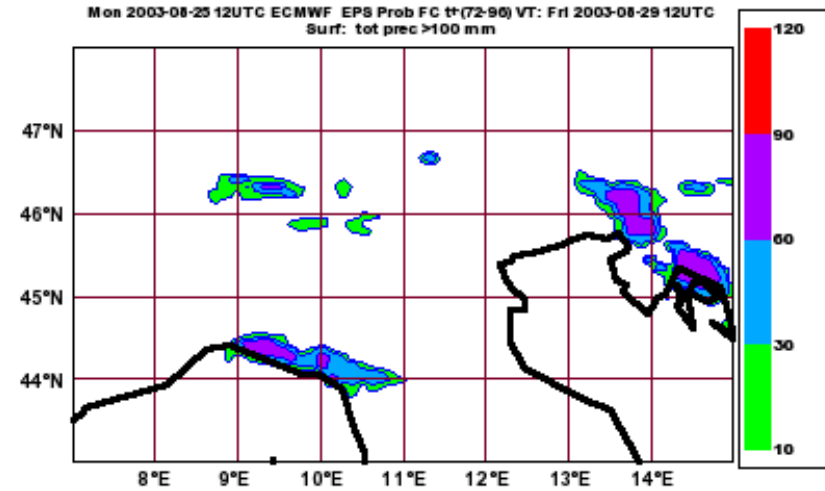 Mon 2003-08-25 12UTC ECMWF EPS Prob FC t+(72-96) VT: Fri 2003-08-29 12UTC
Surf: tot prec >100 mm
120
47°N
90
46°N
60
45°N
30
44°N
10
8°E 9°E 10°E 11°E 12°E 13°E 14°E